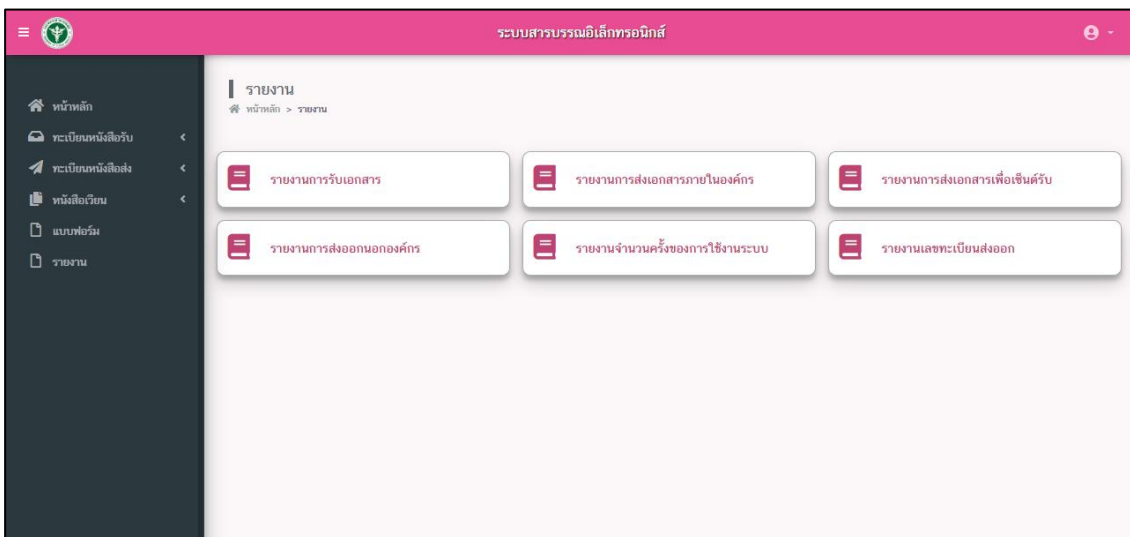 ระบบสารบรรณอิเล็กทรอนิกส์
หน้าหลัก
ทะเบียนหนังสือรับ
ทะเบียนหนังสือส่ง
หนังสือเวียน
แบบฟอร์ม
รายงาน
รายงาน
หน้าหลัก > รายงาน
รายงานการรับเอกสาร
รายงานการส่งเอกสารภายในองค์กร
รายงานการส่งเอกสารเพื่อเซ็นต์รับ
รายงานการส่งออกนอกองค์กร
รายงานจำนวนครั้งของการใช้งานระบบ
รายงานเลขทะเบียนส่งออก